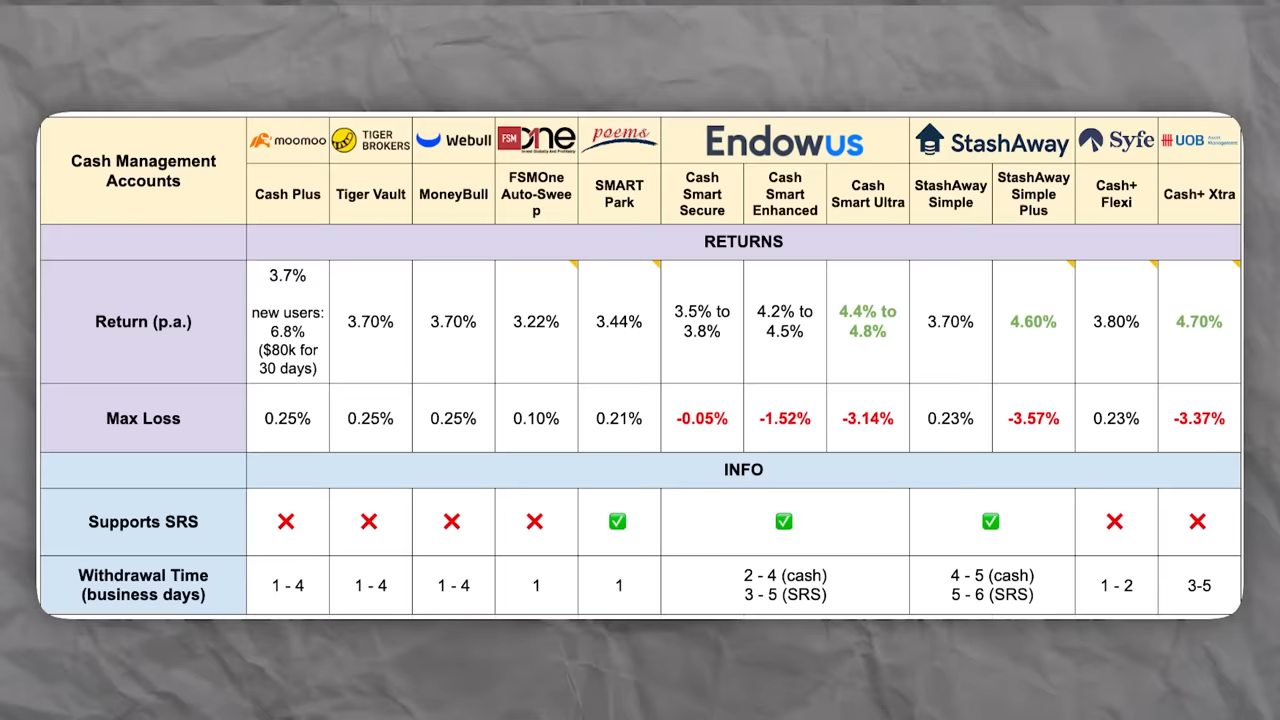 Cash Management
Accounts
moomoo
TIGER
BROKERS
Webull
FSM
one
Invest Globally And Profitably
poems
Endowus
StashAway
Syfe
UOB
Asset
Management
Cash Plus
Tiger Vault
MoneyBull
FSMOne
Auto-Swee
p
SMART
Park
Cash
Smart
Secure
Cash
Smart
Enhanced
Cash
Smart Ultra
StashAway
Simple
StashAway
Simple
Plus
Cash+
Flexi
Cash+ Xtra
RETURNS
Return (p.a.)
3.7%
new users:
6.8%
($80k for
30 days)
3.70%
3.70%
3.22%
3.44%
3.5% to
3.8%
4.2% to
4.5%
4.4% to
4.8%
3.70%
4.60%
3.80%
4.70%
Max Loss
0.25%
0.25%
0.25%
0.10%
0.21%
-0.05%
-1.52%
-3.14%
0.23%
-3.57%
0.23%
-3.37%
INFO
Supports SRS
❌
❌
❌
❌
✅
✅
✅
❌
❌
Withdrawal Time
(business days)
1 - 4
1 - 4
1 - 4
1
1
2 - 4 (cash)
3 - 5 (SRS)
4 - 5 (cash)
5 - 6 (SRS)
1 - 2
3-5